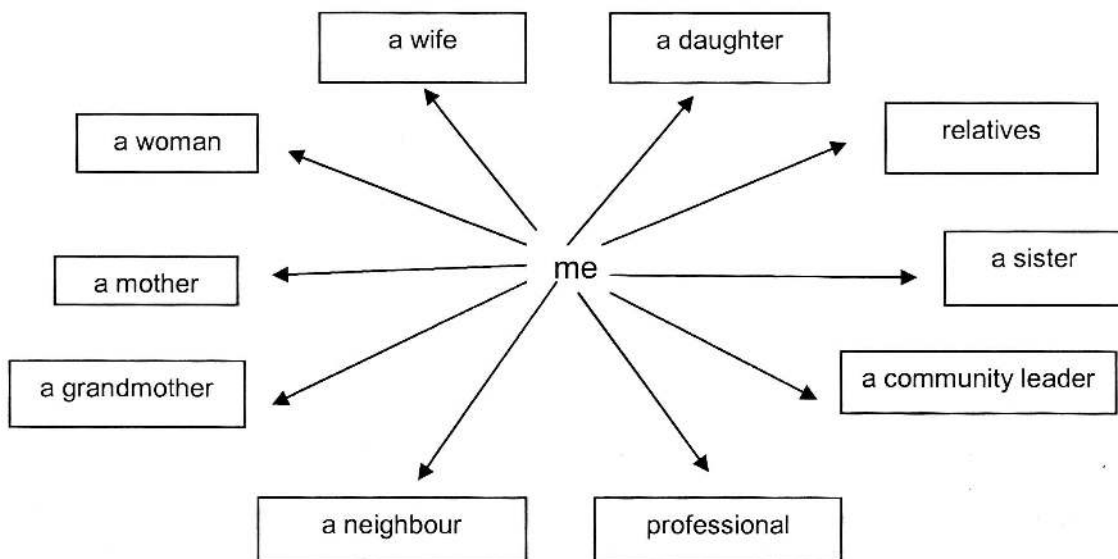 a wife
a daughter
a woman
relatives
me
a mother
a sister
a grandmother
a community leader
a neighbour
professional